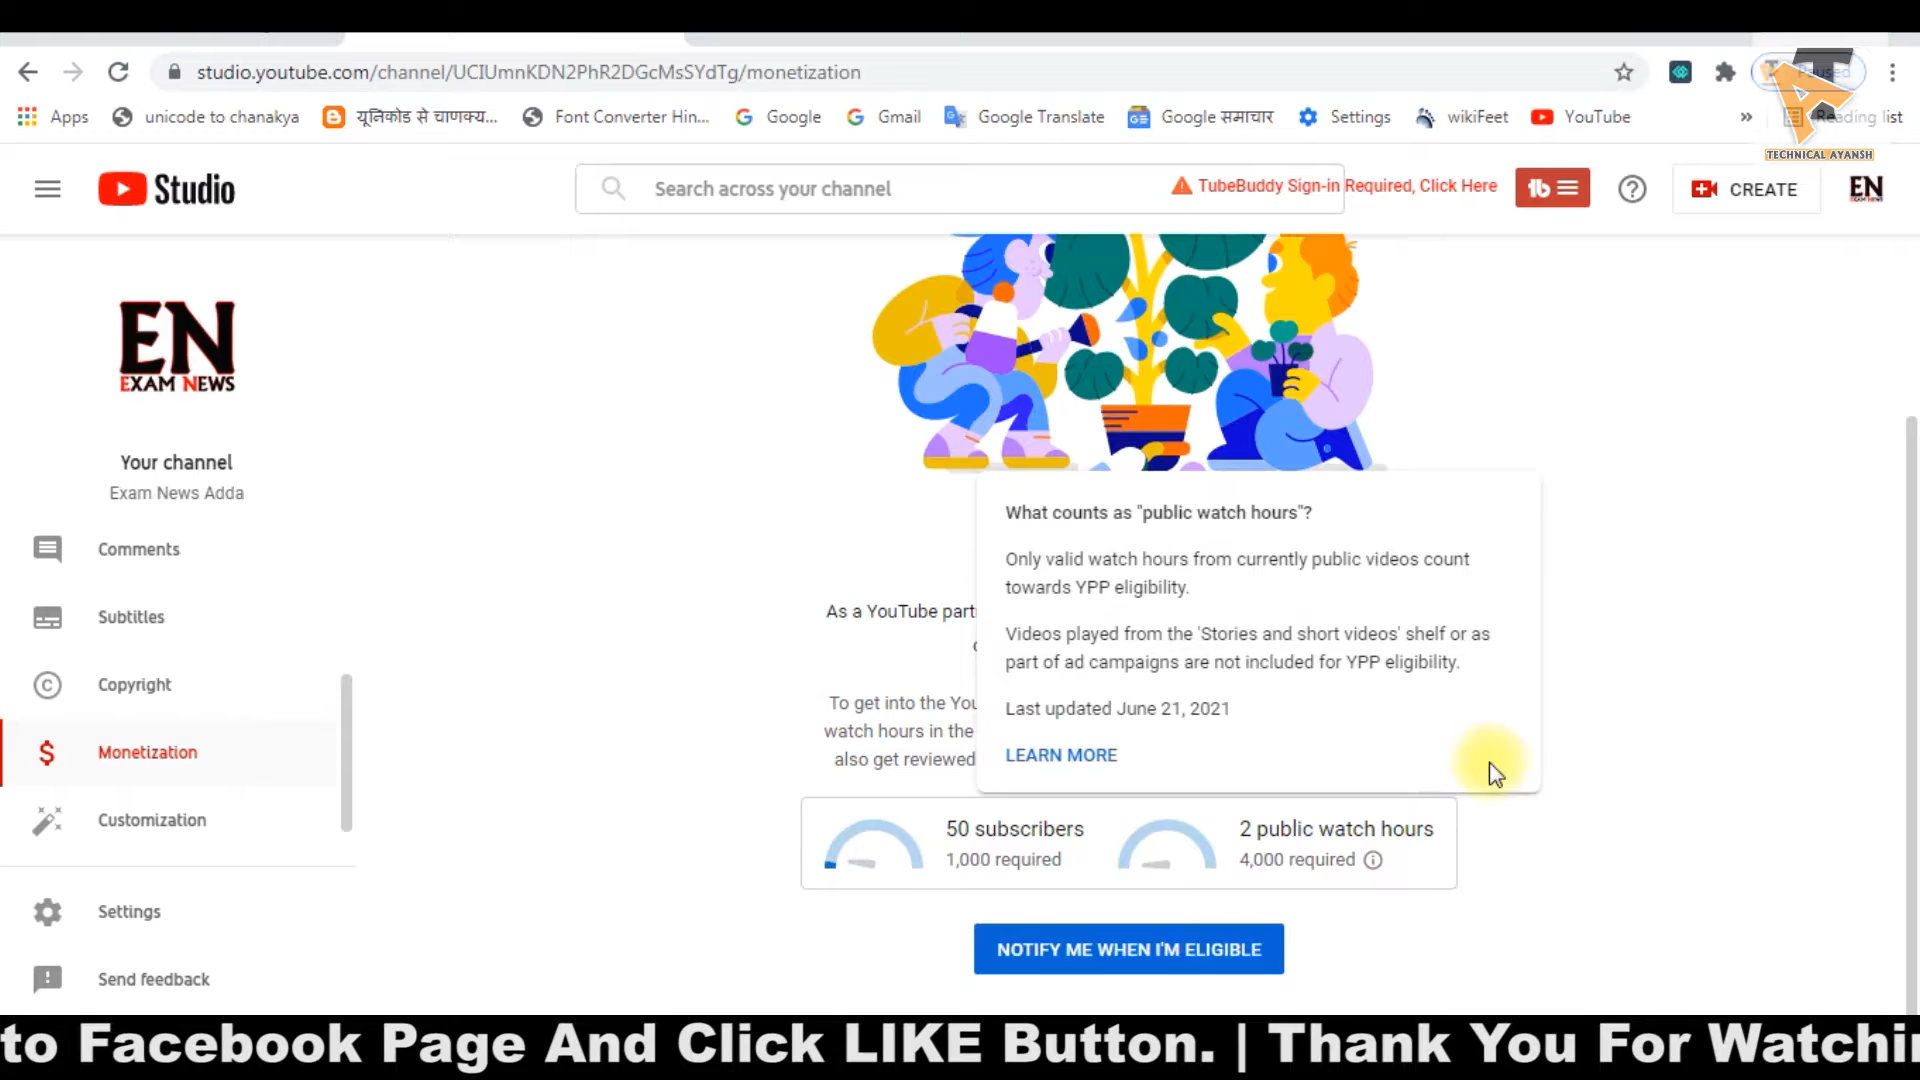 studio.youtube.com/channel/UCIUmnKDN2PhR2DGcMsSYdTg/monetization
Paused
Apps unicode to chanakya यूनिकोड से चाणक्य... Font Converter Hin... Google Gmail Google Translate Google समाचार Settings wikiFeet YouTube » Reading list
TECHNICAL AYANSH
Studio
Search across your channel
TubeBuddy Sign-in Required, Click Here
CREATE
EN
EN
EXAM NEWS
Your channel
Exam News Adda
Comments
Subtitles
Copyright
Monetization
Customization
Settings
Send feedback
What counts as "public watch hours"?
Only valid watch hours from currently public videos count
towards YPP eligibility.
Videos played from the 'Stories and short videos' shelf or as
part of ad campaigns are not included for YPP eligibility.
Last updated June 21, 2021
LEARN MORE
As a YouTube part
To get into the You
watch hours in the
also get reviewed
50 subscribers
1,000 required
2 public watch hours
4,000 required
NOTIFY ME WHEN I'M ELIGIBLE
to Facebook Page And Click LIKE Button. | Thank You For Watchin